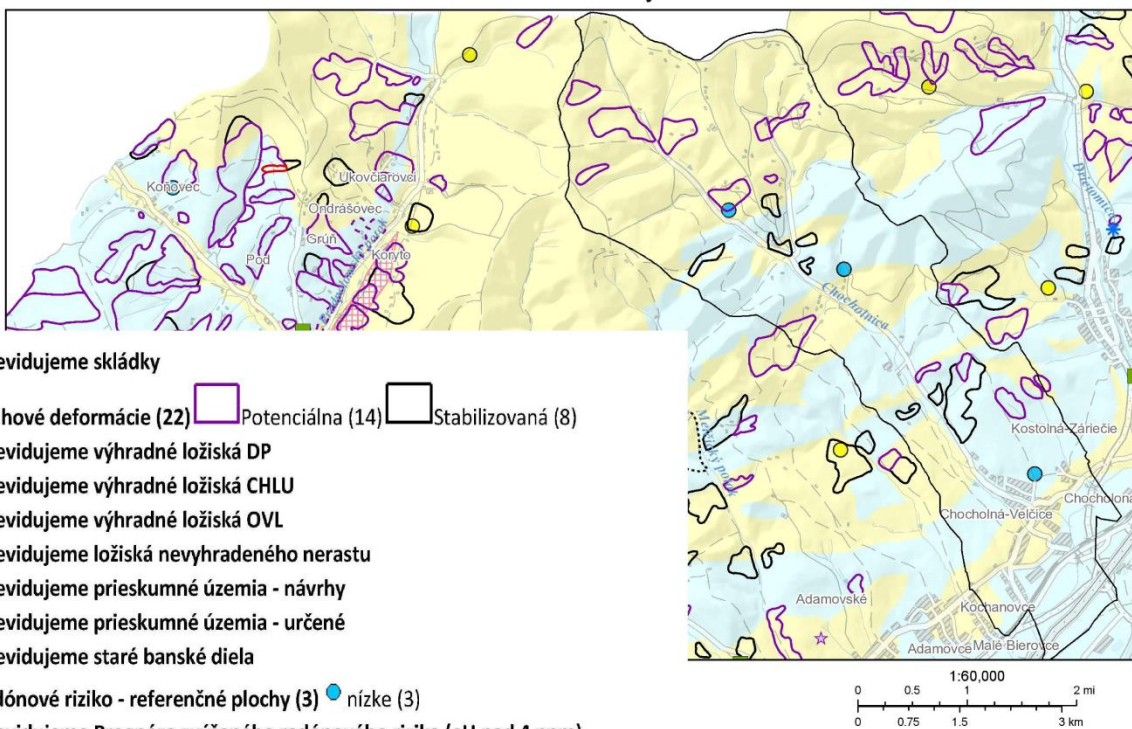 Koňovec
Ukovčiarovci
Ondrášovec
Grúň
Pod
Koryto
Drietomica
Chocholnica
evidujeme skládky
hové deformácie (22) Potenciálna (14) Stabilizovaná (8)
evidujeme výhradné ložiská DP
evidujeme výhradné ložiská CHLU
evidujeme výhradné ložiská OVL
evidujeme ložiská nevyhradeného nerastu
evidujeme prieskumné územia - návrhy
evidujeme prieskumné územia - určené
evidujeme staré banské diela
dónové riziko - referenčné plochy (3) nízke (3)
Kostolná-Záriečie
Chocholná
Chocholná-Velčice
Adamovské
Kochanovce
Adamovce Malé Bierovce
1:60,000
0 0.5 1 2 mi
0 0.75 1.5 3 km